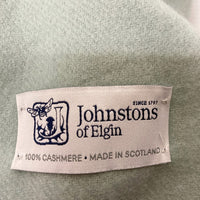 SINCE 1797
Johnstons
of Elgin
100% CASHMERE • MADE IN SCOTLAND